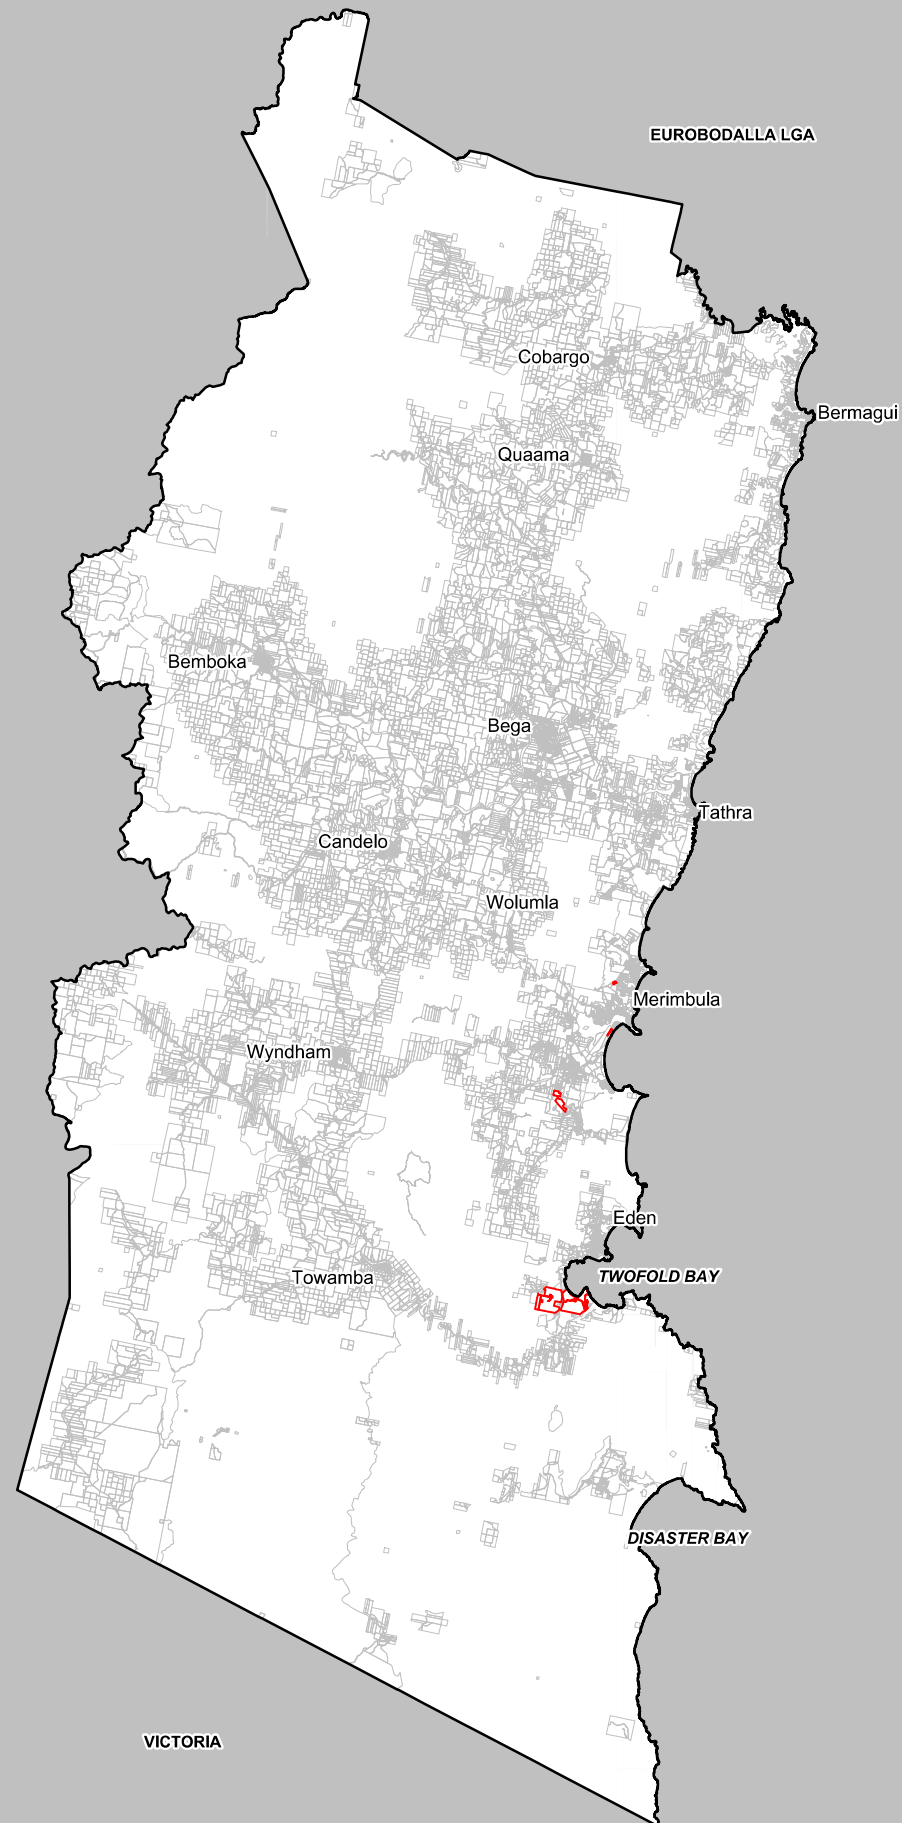 EUROBODALLA LGA
Cobargo
Bermagui
Quaama
Bemboka
Bega
Tathra
Candelo
Wolumla
Merimbula
Wyndham
Eden
TWOFOLD BAY
Towamba
DISASTER BAY
VICTORIA